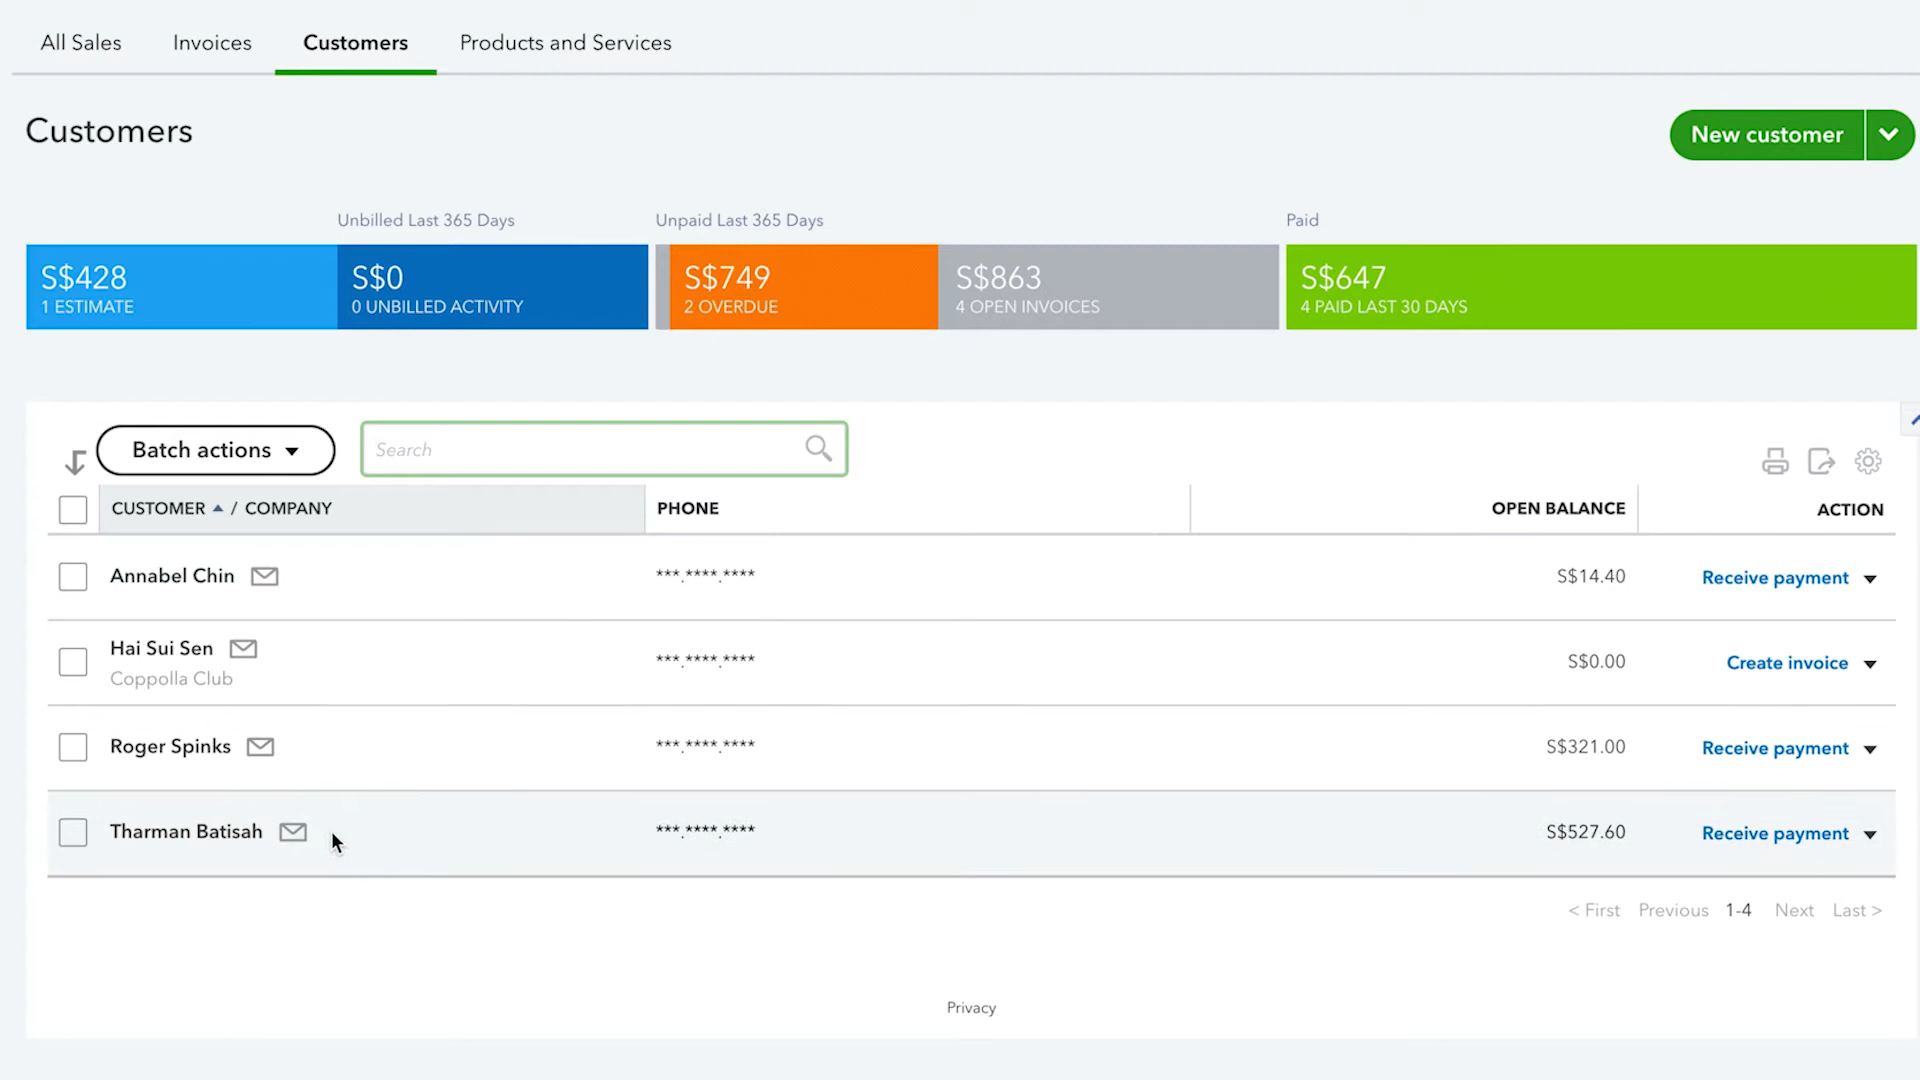 All Sales Invoices Customers Products and Services
Customers
New customer
Unbilled Last 365 Days Unpaid Last 365 Days Paid
S$428 S$0 S$749 S$863 S$647
1 ESTIMATE 0 UNBILLED ACTIVITY 2 OVERDUE 4 OPEN INVOICES 4 PAID LAST 30 DAYS
Batch actions Search
CUSTOMER / COMPANY PHONE OPEN BALANCE ACTION
Annabel Chin ***.****.**** S$14.40 Receive payment
Hai Sui Sen ***.****.**** S$0.00 Create invoice
Coppolla Club
Roger Spinks ***.****.**** S$321.00 Receive payment
Tharman Batisah ***.****.**** S$527.60 Receive payment
< First Previous 1-4 Next Last >
Privacy